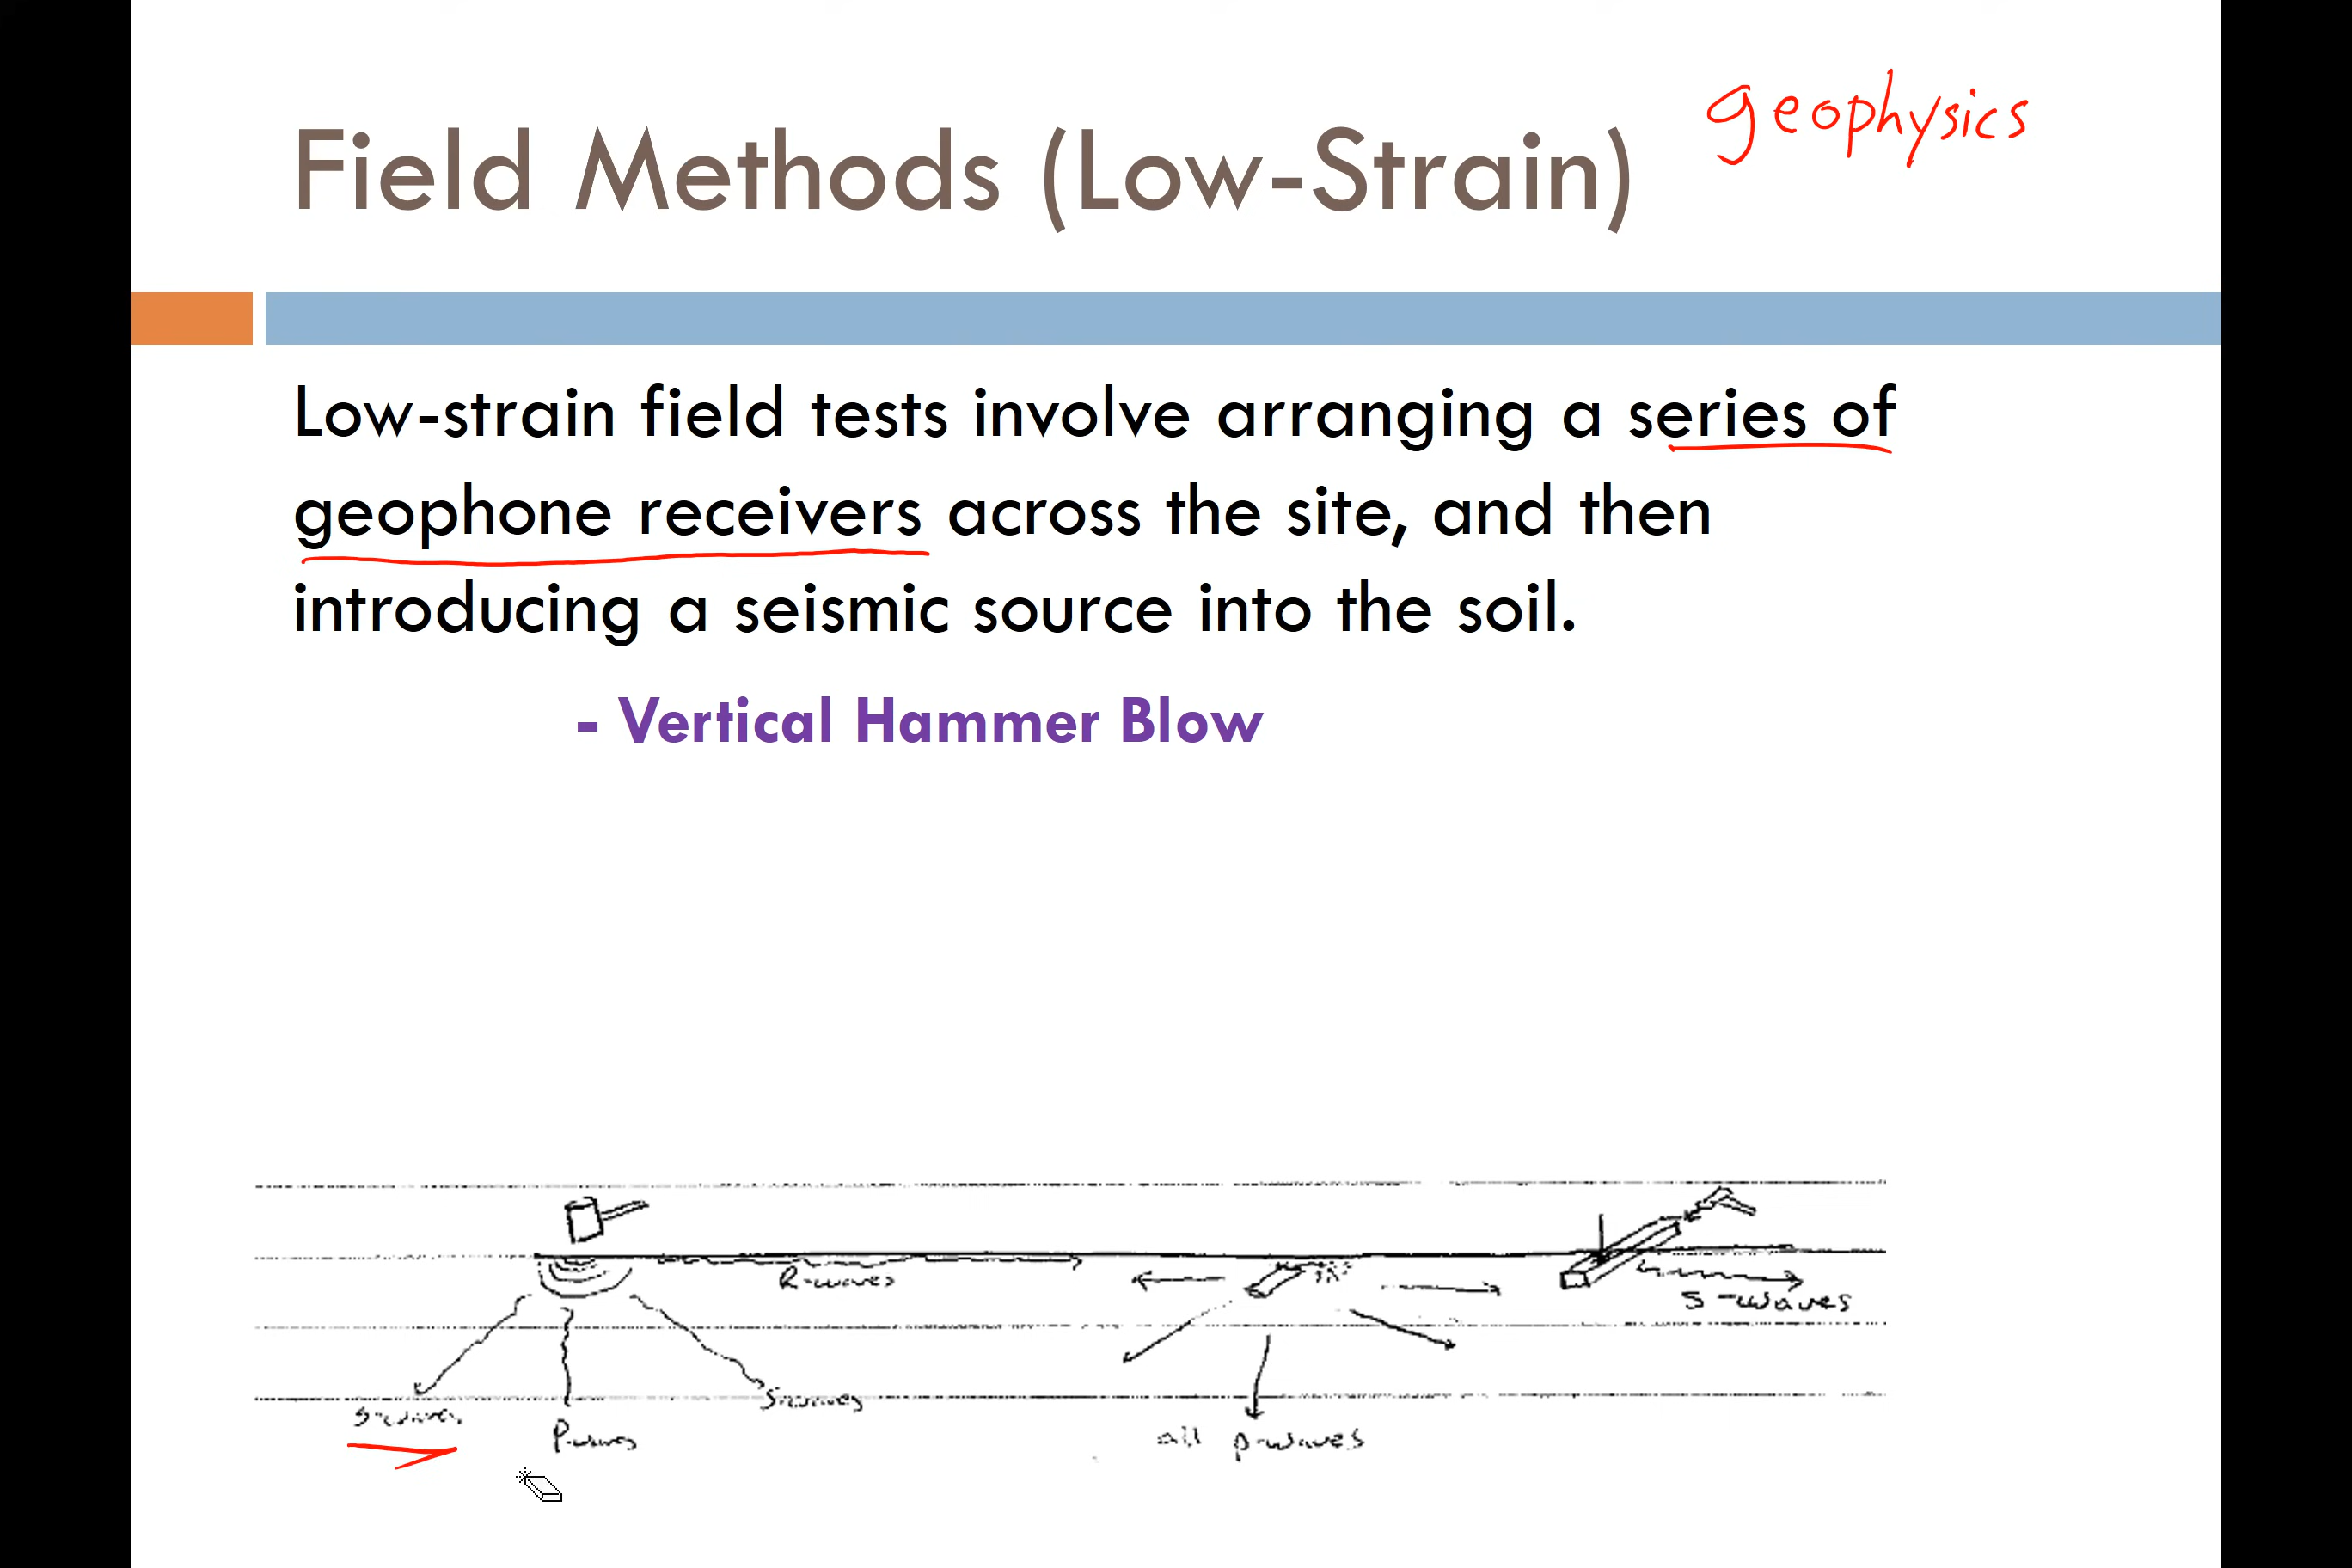 geophysics
Field Methods (Low-Strain)
Low-strain field tests involve arranging a series of
geophone receivers across the site, and then
introducing a seismic source into the soil.
- Vertical Hammer Blow
R-waves
S-waves
S-waves
S-waves
P-waves
all p-waves